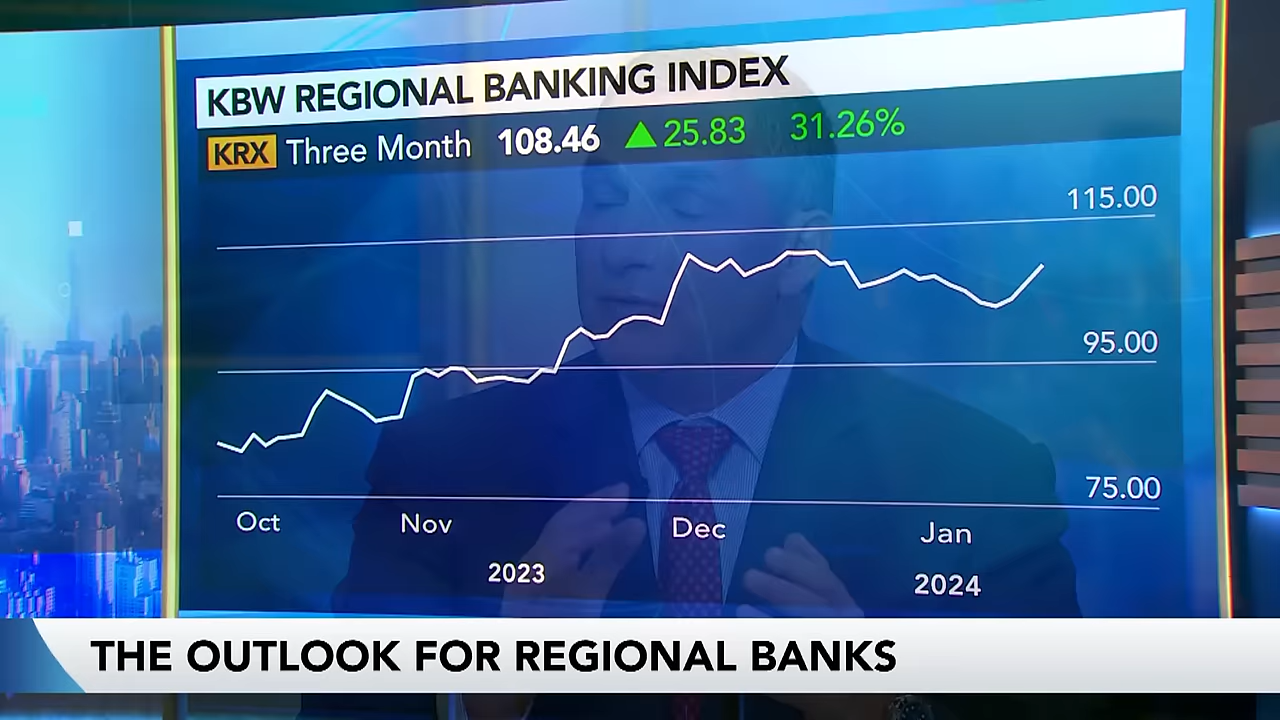 KBW REGIONAL BANKING INDEX
KRX Three Month 108.46 ▲25.83 31.26%
115.00
95.00
75.00
Oct Nov Dec Jan
2023 2024
THE OUTLOOK FOR REGIONAL BANKS